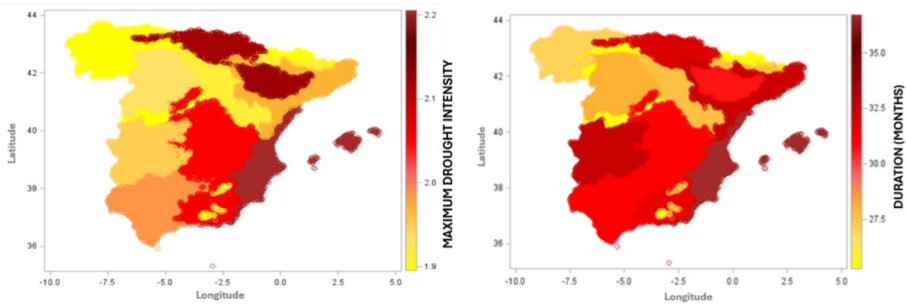 44
42
40
38
36
Latitude
-10.0 -7.5 -5.0 -2.5 0.0 2.5 5.0
Longitude
2.2
2.1
2.0
1.9
MAXIMUM DROUGHT INTENSITY
44
42
40
38
36
Latitude
-10.0 -7.5 -5.0 -2.5 0.0 2.5 5.0
Longitude
35.0
32.5
30.0
27.5
DURATION (MONTHS)